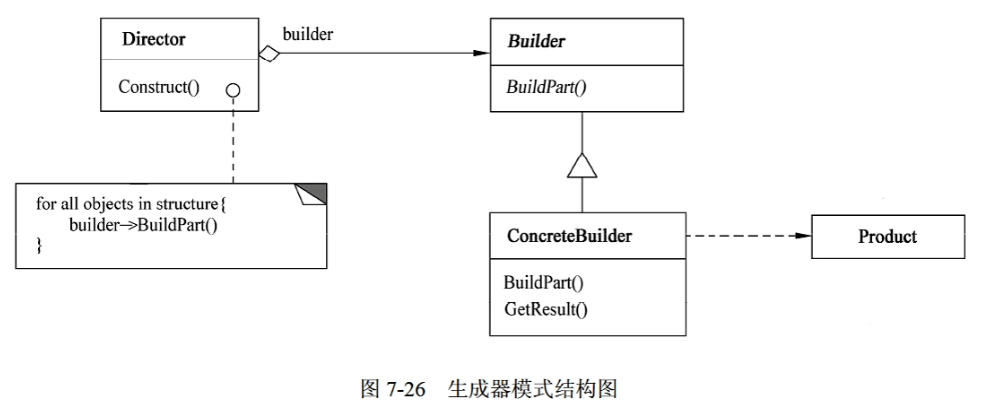 Director
builder
Builder
Construct()
BuildPart()
for all objects in structure{
builder->BuildPart()
}
ConcreteBuilder
Product
BuildPart()
GetResult()
图 7-26 生成器模式结构图